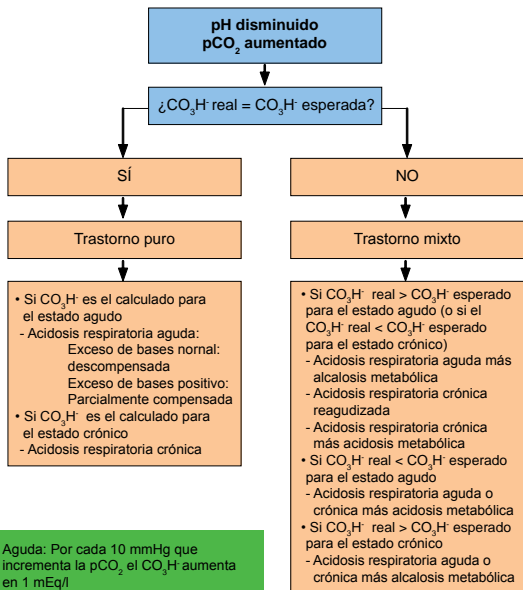 pH disminuido
pCO₂ aumentado
¿CO₃H⁻ real = CO₃H⁻ esperada?
SÍ
Trastorno puro
• Si CO₃H⁻ es el calculado para
el estado agudo
- Acidosis respiratoria aguda:
Exceso de bases normal:
descompensada
Exceso de bases positivo:
Parcialmente compensada
• Si CO₃H⁻ es el calculado para
el estado crónico
- Acidosis respiratoria crónica
NO
Trastorno mixto
• Si CO₃H⁻ real > CO₃H⁻ esperado
para el estado agudo (o si el
CO₃H⁻ real < CO₃H⁻ esperado
para el estado crónico)
- Acidosis respiratoria aguda más
alcalosis metabólica
- Acidosis respiratoria crónica
reagudizada
- Acidosis respiratoria crónica
más acidosis metabólica
• Si CO₃H⁻ real < CO₃H⁻ esperado
para el estado agudo
- Acidosis respiratoria aguda o
crónica más acidosis metabólica
• Si CO₃H⁻ real > CO₃H⁻ esperado
para el estado crónico
- Acidosis respiratoria aguda o
crónica más alcalosis metabólica
Aguda: Por cada 10 mmHg que
incrementa la pCO₂ el CO₃H⁻ aumenta
en 1 mEq/l